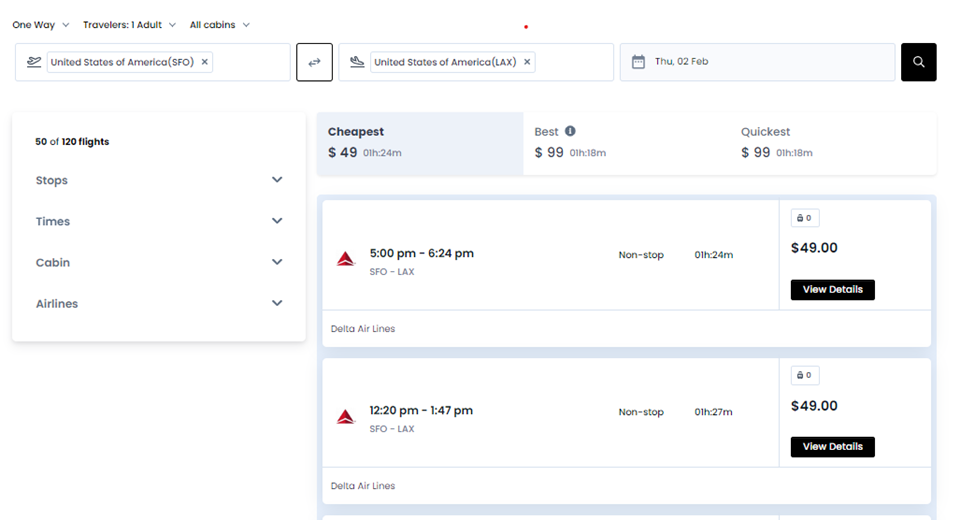 One Way Travelers: 1 Adult All cabins
United States of America(SFO) × United States of America(LAX) × Thu, 02 Feb
50 of 120 flights
Stops
Times
Cabin
Airlines
Cheapest
$ 49 01h:24m
Best
$ 99 01h:18m
Quickest
$ 99 01h:18m
5:00 pm - 6:24 pm
SFO - LAX
Non-stop 01h:24m
0
$49.00
View Details
Delta Air Lines
12:20 pm - 1:47 pm
SFO - LAX
Non-stop 01h:27m
0
$49.00
View Details
Delta Air Lines